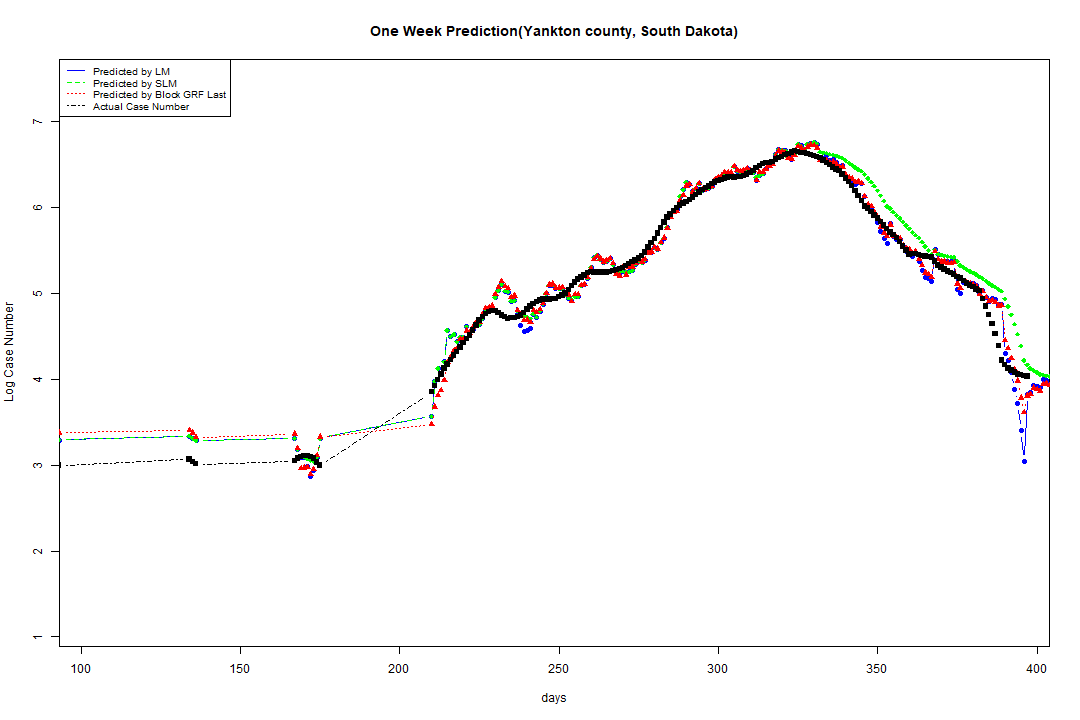 One Week Prediction(Yankton county, South Dakota)
Predicted by LM
Predicted by SLM
Predicted by Block GRF Last
Actual Case Number
7
6
5
4
3
2
1
Log Case Number
100 150 200 250 300 350 400
days